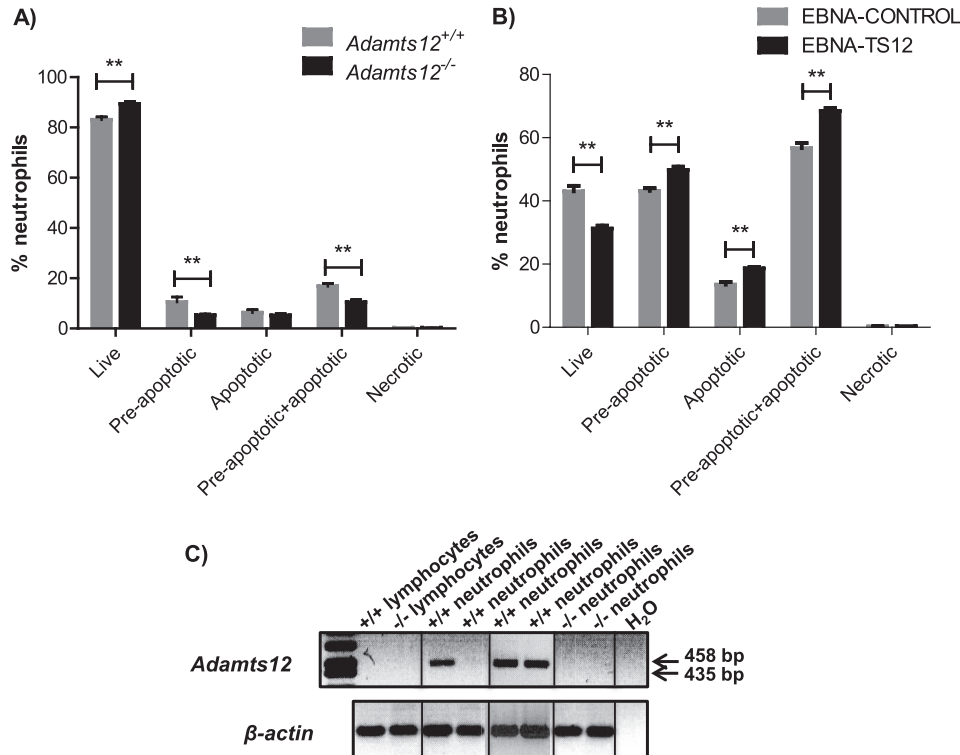 A)
Adamts12+/+
Adamts12-/-
% neutrophils
100
80
60
40
20
0
**
**
**
Live
Pre-apoptotic
Apoptotic
Pre-apoptotic+apoptotic
Necrotic
B)
EBNA-CONTROL
EBNA-TS12
% neutrophils
80
60
40
20
0
**
**
**
**
Live
Pre-apoptotic
Apoptotic
Pre-apoptotic+apoptotic
Necrotic
C)
+/+ lymphocytes
-/- lymphocytes
+/+ neutrophils
+/+ neutrophils
+/+ neutrophils
+/+ neutrophils
-/- neutrophils
-/- neutrophils
H2O
Adamts12
458 bp
435 bp
β-actin